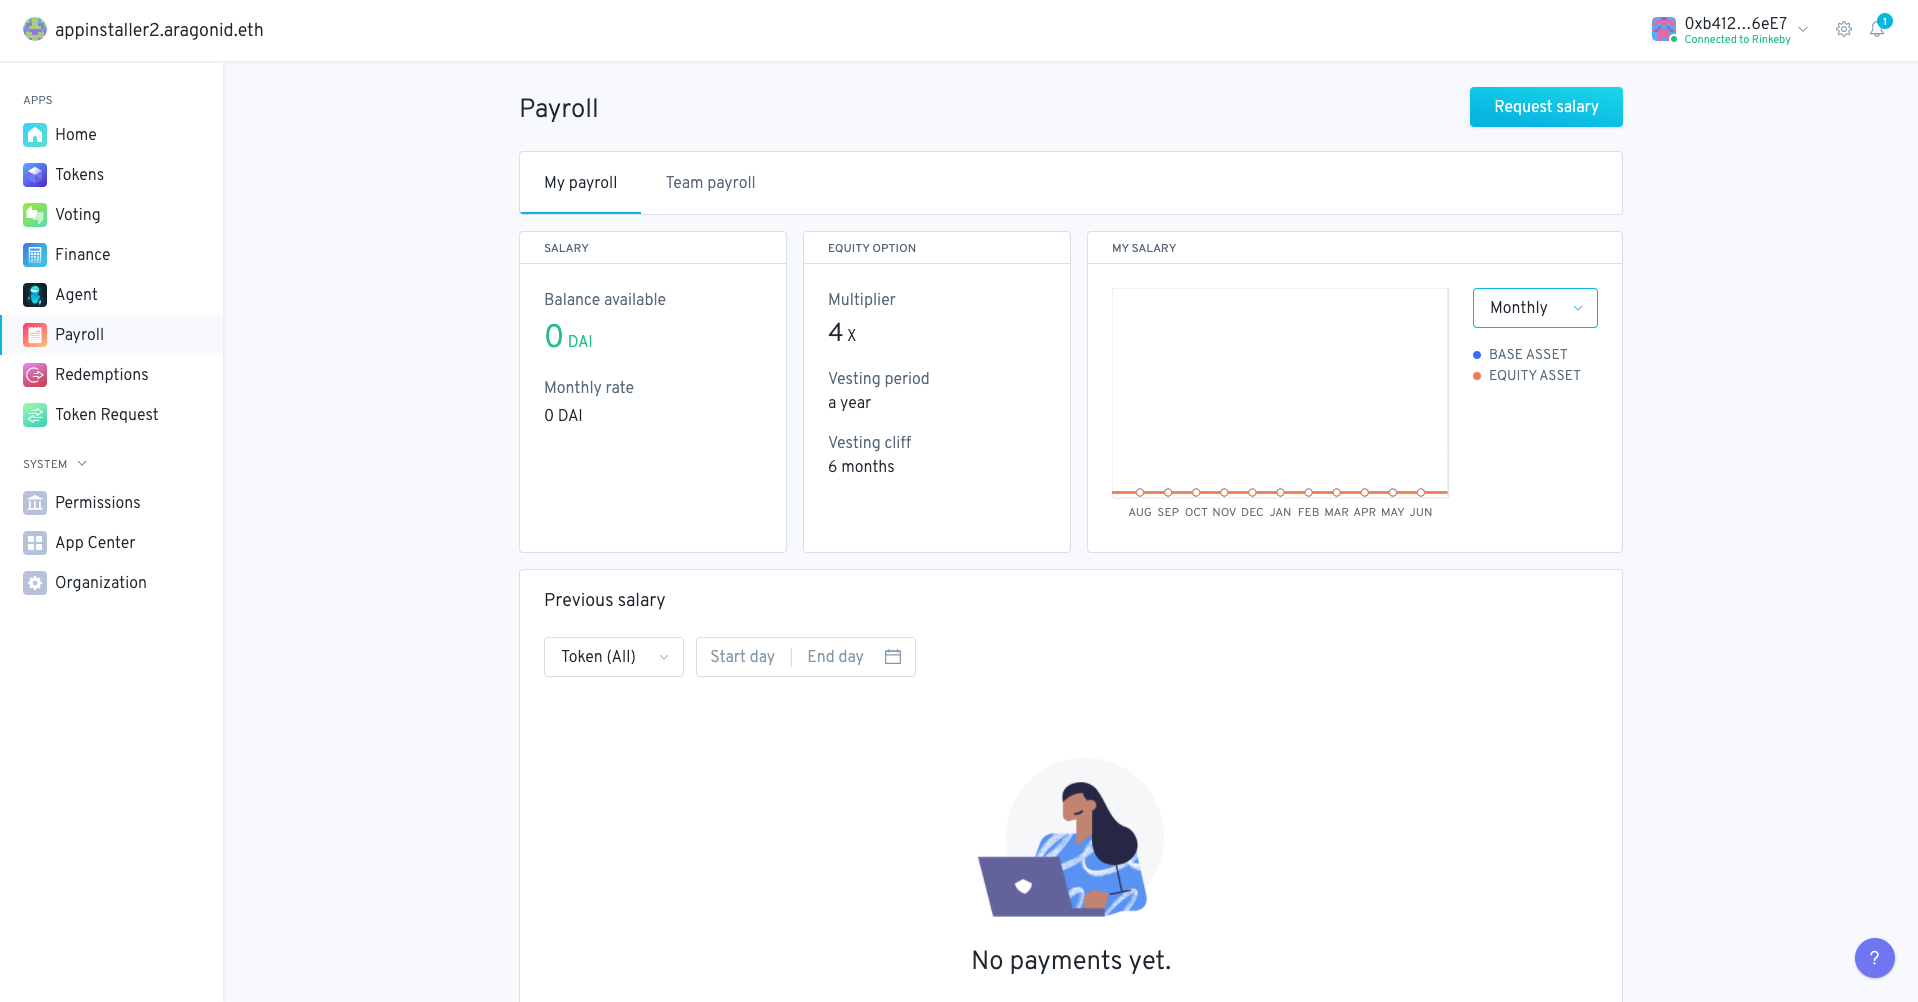 appinstaller2.aragonid.eth
0xb412...6eE7
Connected to Rinkeby
1
APPS
Home
Tokens
Voting
Finance
Agent
Payroll
Redemptions
Token Request
SYSTEM
Permissions
App Center
Organization
Payroll
Request salary
My payroll
Team payroll
SALARY
Balance available
0 DAI
Monthly rate
0 DAI
EQUITY OPTION
Multiplier
4 X
Vesting period
a year
Vesting cliff
6 months
MY SALARY
Monthly
BASE ASSET
EQUITY ASSET
AUG SEP OCT NOV DEC JAN FEB MAR APR MAY JUN
Previous salary
Token (All)
Start day
End day
No payments yet.
?